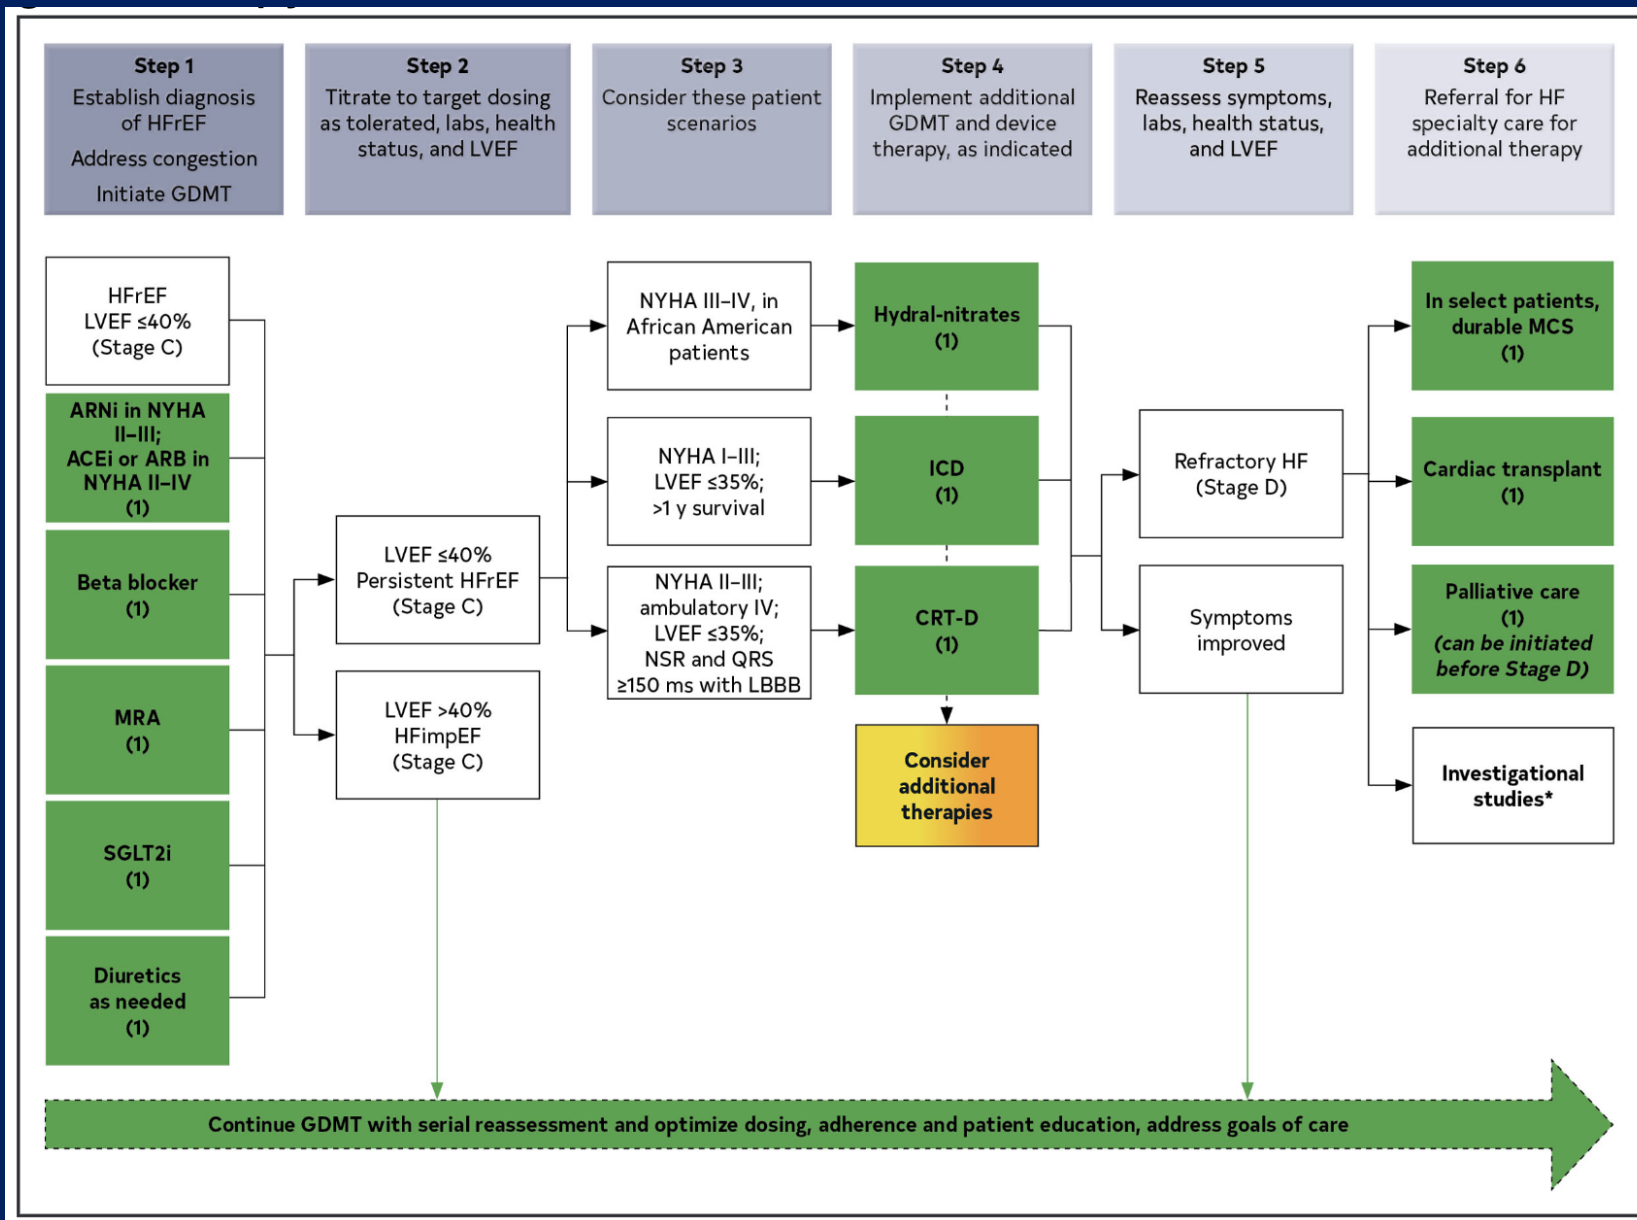 Step 1
Establish diagnosis
of HFrEF
Address congestion
Initiate GDMT
Step 2
Titrate to target dosing
as tolerated, labs, health
status, and LVEF
Step 3
Consider these patient
scenarios
Step 4
Implement additional
GDMT and device
therapy, as indicated
Step 5
Reassess symptoms,
labs, health status,
and LVEF
Step 6
Referral for HF
specialty care for
additional therapy
HFrEF
LVEF ≤40%
(Stage C)
ARNi in NYHA
II–III;
ACEi or ARB in
NYHA II–IV
(1)
Beta blocker
(1)
MRA
(1)
SGLT2i
(1)
Diuretics
as needed
(1)
LVEF ≤40%
Persistent HFrEF
(Stage C)
LVEF >40%
HFimpEF
(Stage C)
NYHA III–IV, in
African American
patients
NYHA I–III;
LVEF ≤35%;
>1 y survival
NYHA II–III;
ambulatory IV;
LVEF ≤35%;
NSR and QRS
≥150 ms with LBBB
Hydral-nitrates
(1)
ICD
(1)
CRT-D
(1)
Consider
additional
therapies
Refractory HF
(Stage D)
Symptoms
improved
In select patients,
durable MCS
(1)
Cardiac transplant
(1)
Palliative care
(1)
(can be initiated
before Stage D)
Investigational
studies*
Continue GDMT with serial reassessment and optimize dosing, adherence and patient education, address goals of care